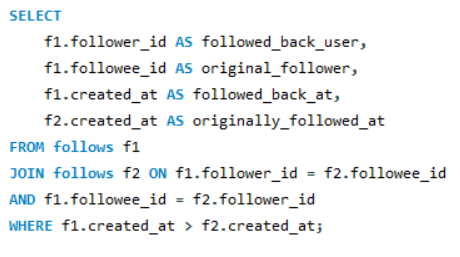 SELECT
    f1.follower_id AS followed_back_user,
    f1.followee_id AS original_follower,
    f1.created_at AS followed_back_at,
    f2.created_at AS originally_followed_at
FROM follows f1
JOIN follows f2 ON f1.follower_id = f2.followee_id
AND f1.followee_id = f2.follower_id
WHERE f1.created_at > f2.created_at;